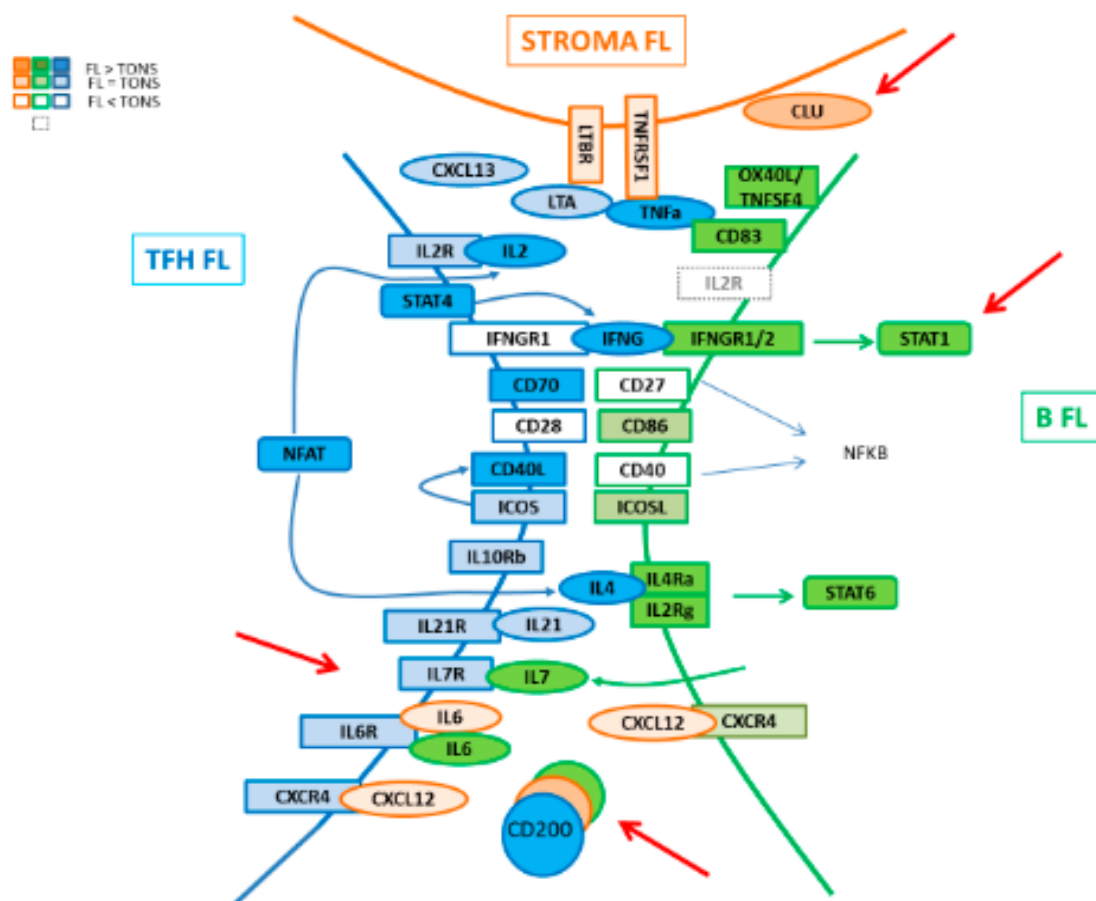 STROMA FL
FL > TONS
FL = TONS
FL < TONS
CLU
LTBR
TNFRSF1
CXCL13
OX40L/
TNFSF4
LTA
TNFa
CD83
TFH FL
IL2R
IL2
IL2R
STAT4
IFNGR1
IFNG
IFNGR1/2
STAT1
CD70
CD27
B FL
CD28
CD86
NFAT
NFKB
CD40L
CD40
ICOS
ICOSL
IL10Rb
IL4
IL4Ra
STAT6
IL2Rg
IL21R
IL21
IL7R
IL7
IL6
IL6R
CXCL12
CXCR4
IL6
CXCR4
CXCL12
CD200